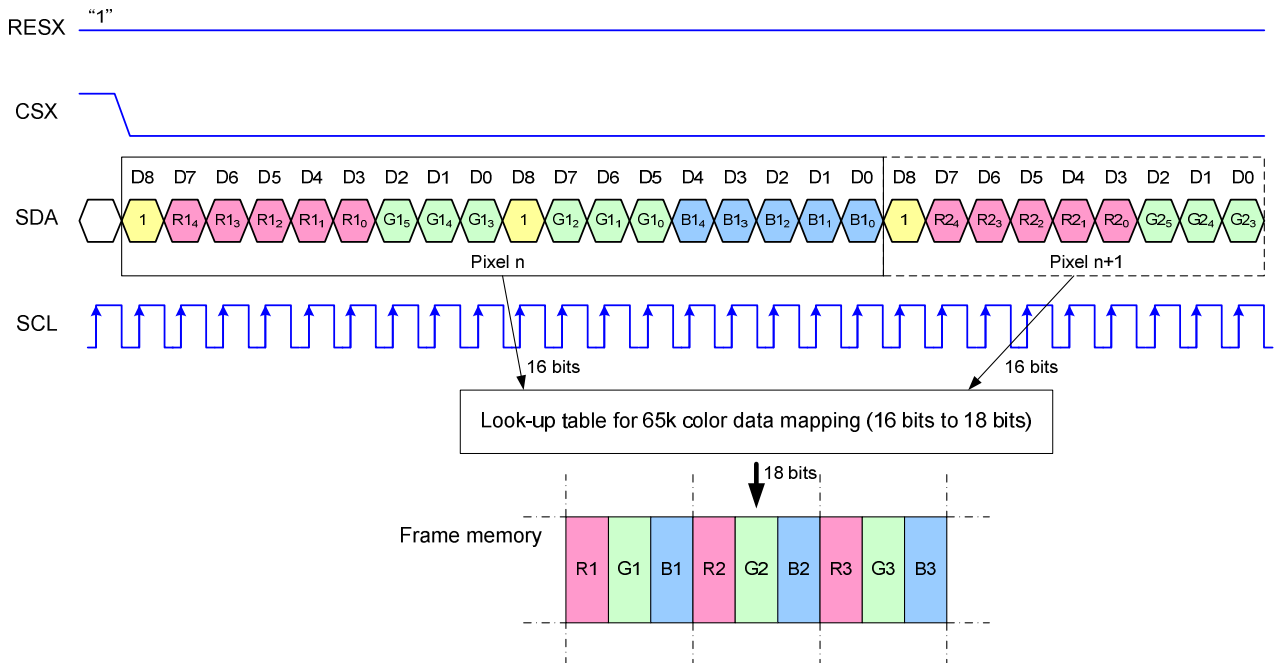 RESX “1”
CSX
D8 D7 D6 D5 D4 D3 D2 D1 D0 D8 D7 D6 D5 D4 D3 D2 D1 D0 D8 D7 D6 D5 D4 D3 D2 D1 D0
SDA 1 R1₄ R1₃ R1₂ R1₁ R1₀ G1₅ G1₄ G1₃ 1 G1₂ G1₁ G1₀ B1₄ B1₃ B1₂ B1₁ B1₀ 1 R2₄ R2₃ R2₂ R2₁ R2₀ G2₅ G2₄ G2₃
Pixel n Pixel n+1
SCL
16 bits 16 bits
Look-up table for 65k color data mapping (16 bits to 18 bits)
18 bits
Frame memory
R1 G1 B1 R2 G2 B2 R3 G3 B3